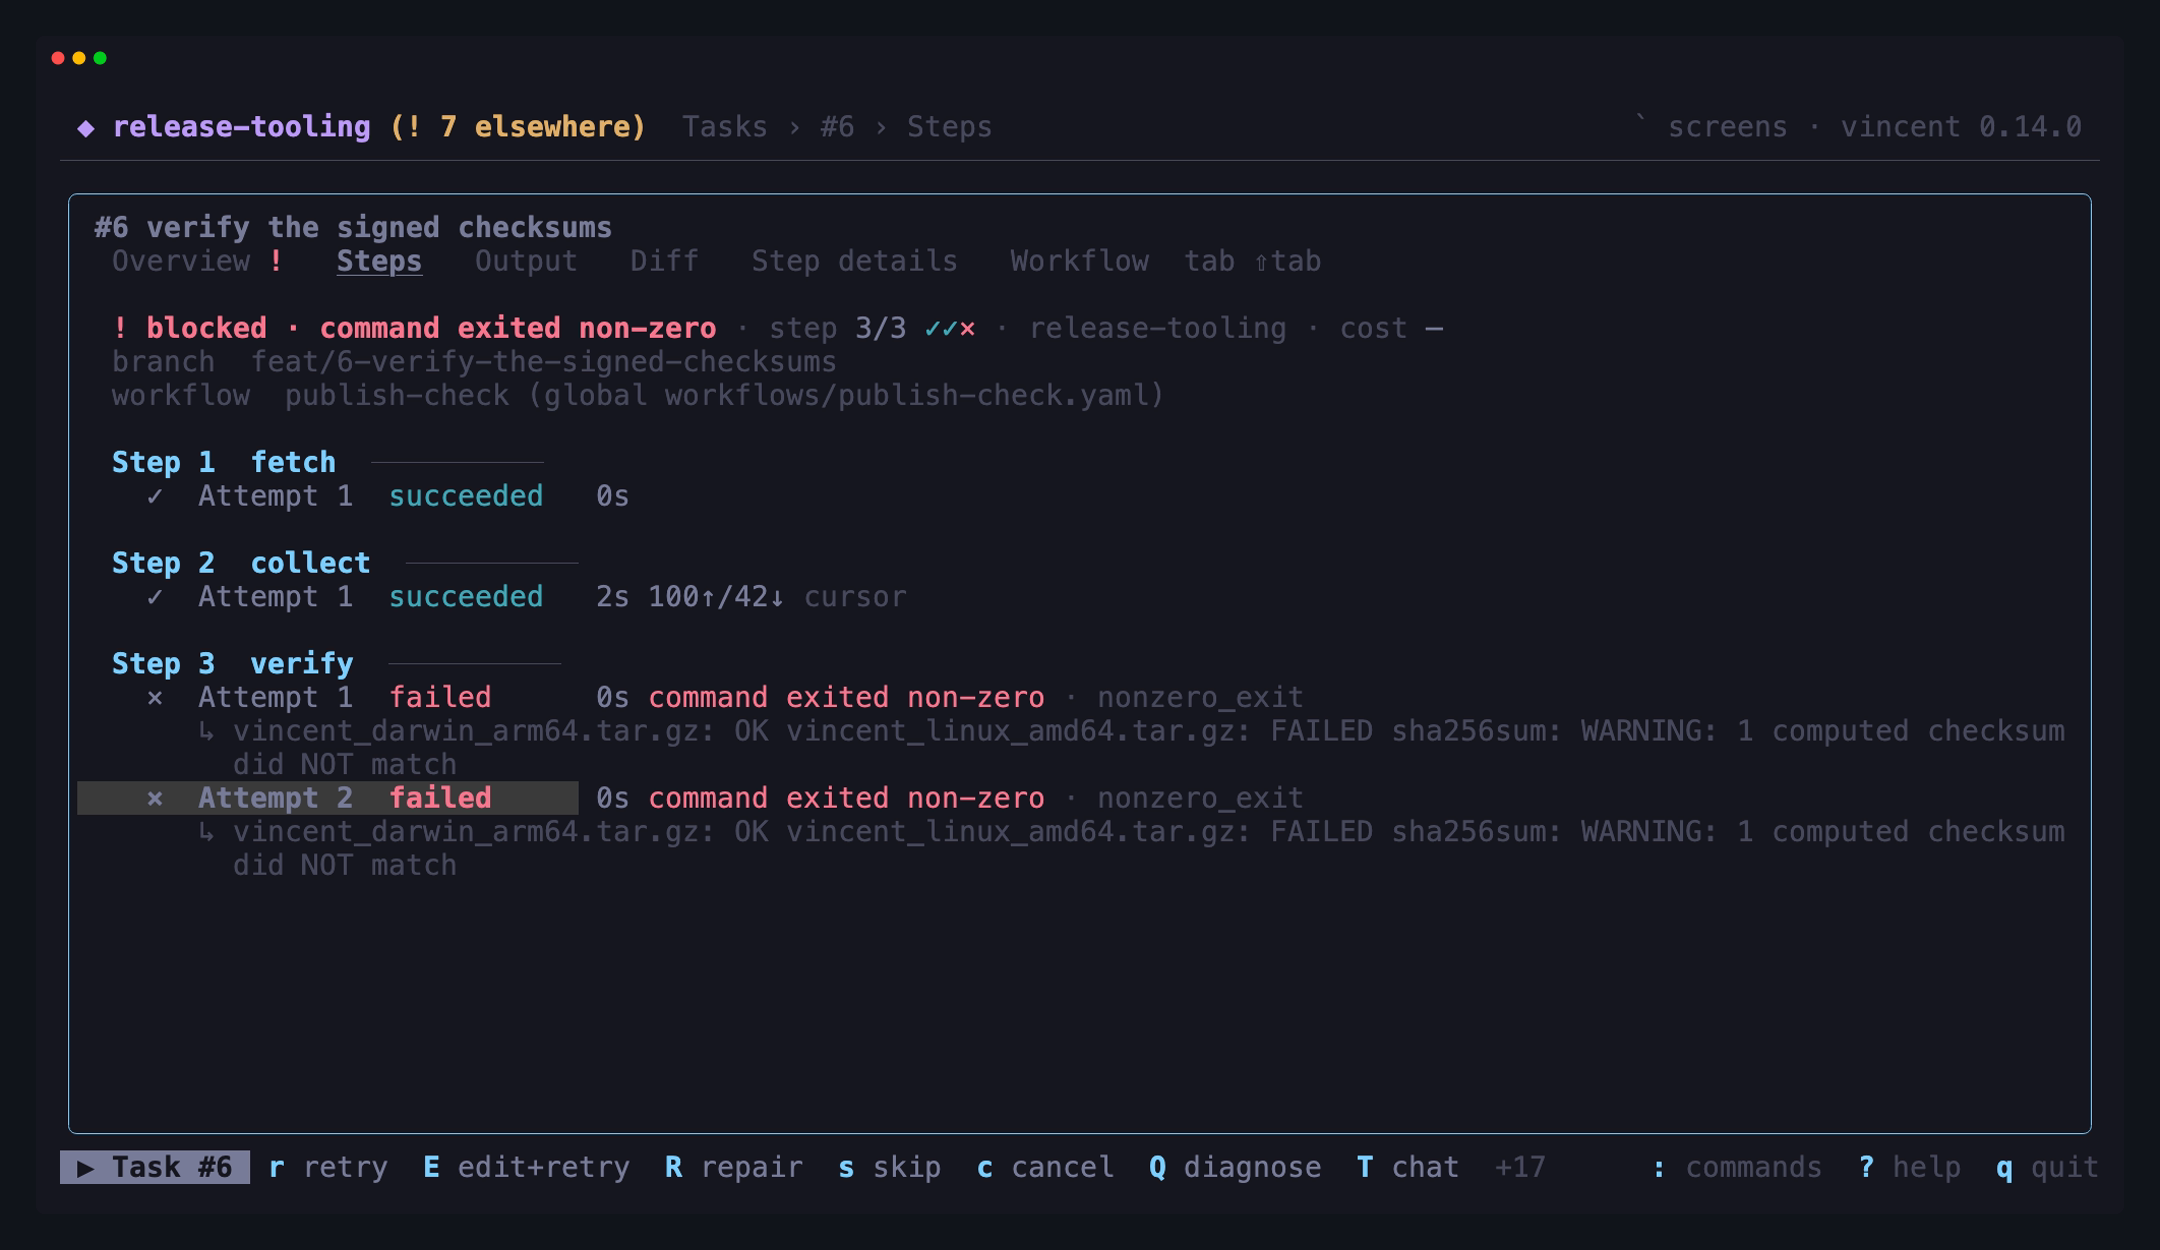 ◆ release-tooling (! 7 elsewhere)  Tasks › #6 › Steps  ` screens · vincent 0.14.0
#6 verify the signed checksums
Overview !  Steps  Output  Diff  Step details  Workflow  tab ⇧tab
! blocked · command exited non-zero · step 3/3 ✓✓× · release-tooling · cost —
branch  feat/6-verify-the-signed-checksums
workflow  publish-check (global workflows/publish-check.yaml)
Step 1  fetch
✓  Attempt 1  succeeded  0s
Step 2  collect
✓  Attempt 1  succeeded  2s 100↑/42↓ cursor
Step 3  verify
×  Attempt 1  failed  0s command exited non-zero · nonzero_exit
↳ vincent_darwin_arm64.tar.gz: OK vincent_linux_amd64.tar.gz: FAILED sha256sum: WARNING: 1 computed checksum
did NOT match
×  Attempt 2  failed  0s command exited non-zero · nonzero_exit
↳ vincent_darwin_arm64.tar.gz: OK vincent_linux_amd64.tar.gz: FAILED sha256sum: WARNING: 1 computed checksum
did NOT match
▶ Task #6  r retry  E edit+retry  R repair  s skip  c cancel  Q diagnose  T chat  +17  : commands  ? help  q quit